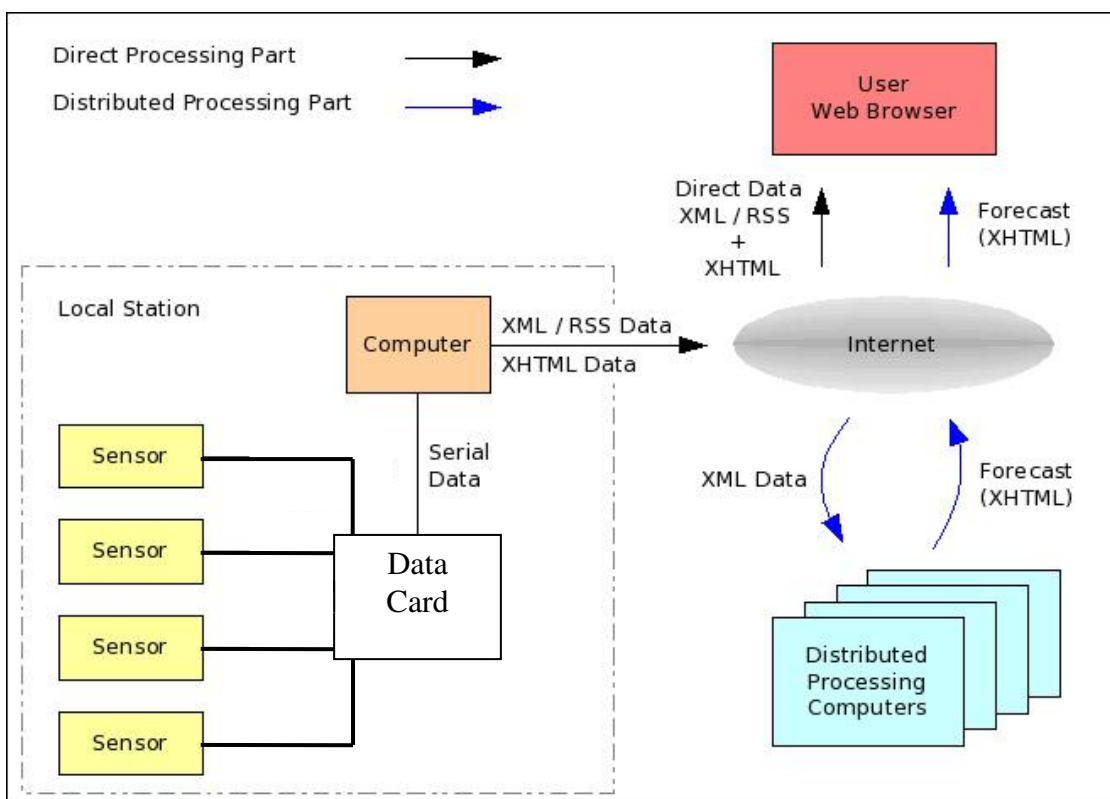 Direct Processing Part
Distributed Processing Part
User
Web Browser
Direct Data
XML / RSS
+
XHTML
Forecast
(XHTML)
Local Station
Computer
XML / RSS Data
XHTML Data
Internet
Sensor
Serial
Data
Sensor
Sensor
Sensor
Data
Card
XML Data
Forecast
(XHTML)
Distributed
Processing
Computers